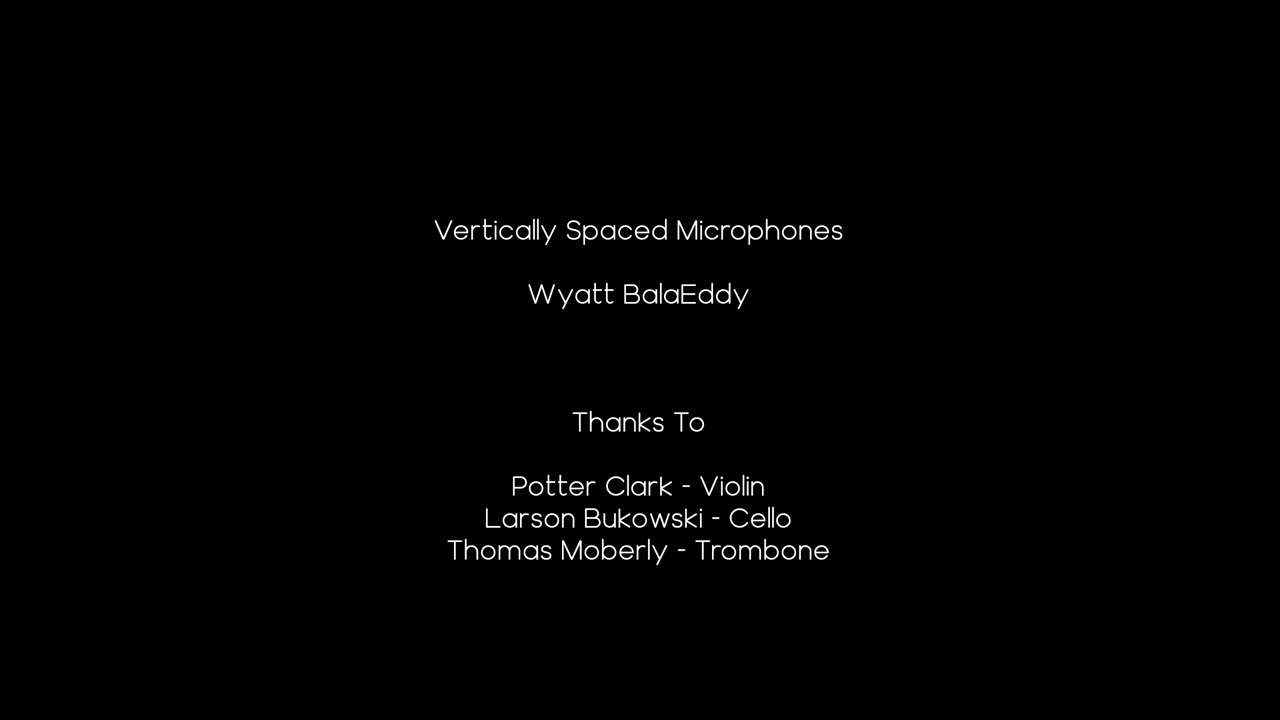 Vertically Spaced Microphones
Wyatt BalaEddy
Thanks To
Potter Clark - Violin
Larson Bukowski - Cello
Thomas Moberly - Trombone